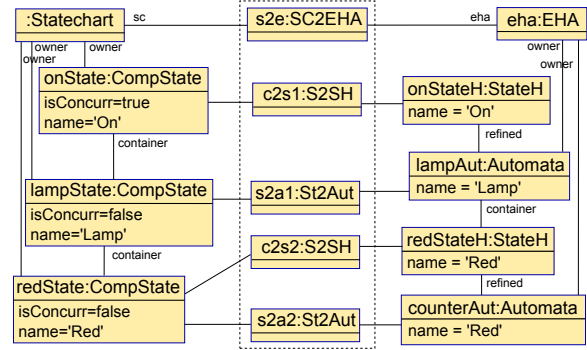 :Statechart
sc
s2e:SC2EHA
eha
eha:EHA
owner
owner
owner
owner
owner
onState:CompState
isConcurr=true
name='On'
c2s1:S2SH
onStateH:StateH
name = 'On'
container
refined
lampState:CompState
isConcurr=false
name='Lamp'
s2a1:St2Aut
lampAut:Automata
name = 'Lamp'
container
container
c2s2:S2SH
redStateH:StateH
name = 'Red'
redState:CompState
isConcurr=false
name='Red'
refined
s2a2:St2Aut
counterAut:Automata
name = 'Red'